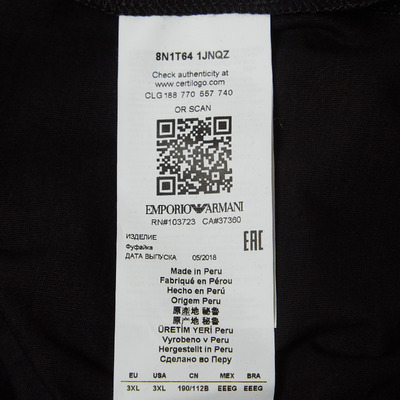 8N1T64 1JNQZ
Check authenticity at
www.certilogo.com
CLG 188 770 557 740
OR SCAN
EMPORIO ARMANI
RN#103723 CA#37360
ИЗДЕЛИЕ
Фуфайка
ДАТА ВЫПУСКА 05/2018
EAC
Made in Peru
Fabriqué en Pérou
Hecho en Perú
Origem Peru
原產地 秘魯
原产地 秘鲁
ÜRETİM YERİ Peru
Vyrobeno v Peru
Hergestellt in Peru
Сделано во Перу
EU USA CN MEX BRA
3XL 3XL 190/112B EEEG EEEG